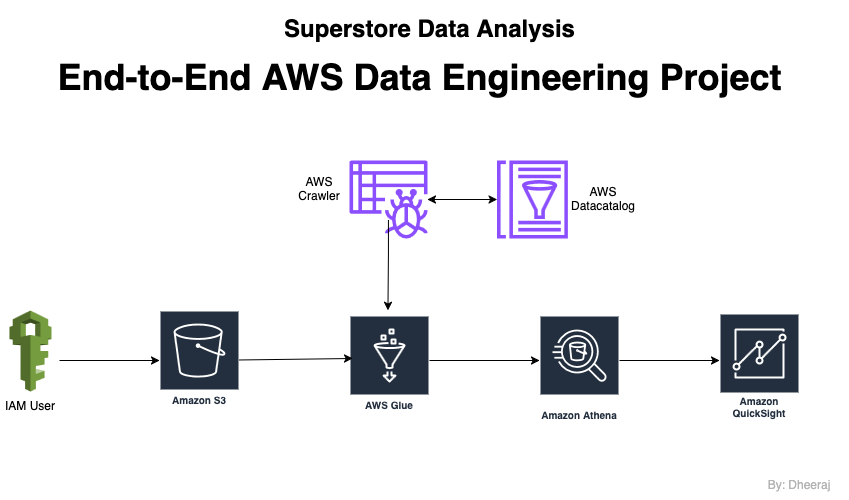 Superstore Data Analysis
End-to-End AWS Data Engineering Project
AWS
Crawler
AWS
Datacatalog
IAM User
Amazon S3
AWS Glue
Amazon Athena
Amazon
QuickSight
By: Dheeraj